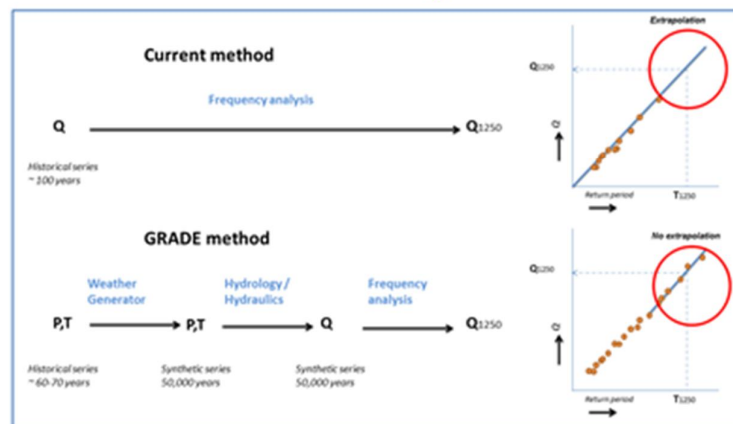 Current method
Frequency analysis
Q
Q1250
Historical series
~ 100 years
Extrapolation
Q1250
Q
Return period
T1250
GRADE method
Weather
Generator
Hydrology /
Hydraulics
Frequency
analysis
P,T
P,T
Q
Q1250
Historical series
~ 60-70 years
Synthetic series
50,000 years
Synthetic series
50,000 years
No extrapolation
Q1250
Q
Return period
T1250